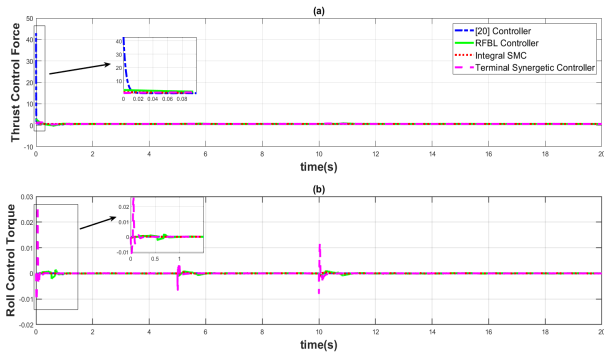 (a)
Thrust Control Force
50
40
30
20
10
0
-10
0 2 4 6 8 10 12 14 16 18 20
time(s)
40
30
20
10
0 0.02 0.04 0.06 0.08
[20] Controller
RFBL Controller
Integral SMC
Terminal Synergetic Controller
(b)
Roll Control Torque
0.03
0.02
0.01
0
-0.01
-0.02
0 2 4 6 8 10 12 14 16 18 20
time(s)
0.02
0.01
0
-0.01
0 0.5 1